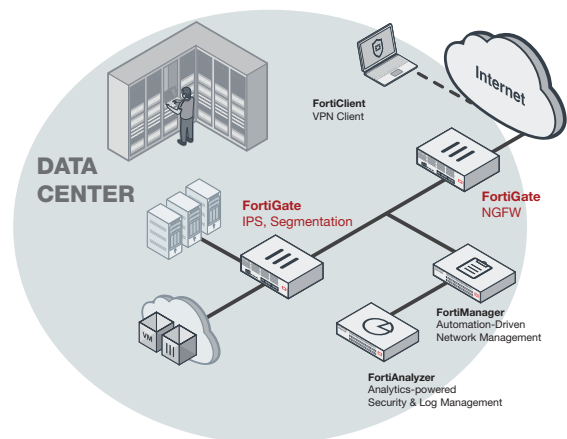 Internet
FortiClient
VPN Client
DATA
CENTER
FortiGate
IPS, Segmentation
FortiGate
NGFW
FortiManager
Automation-Driven
Network Management
VM
FortiAnalyzer
Analytics-powered
Security & Log Management